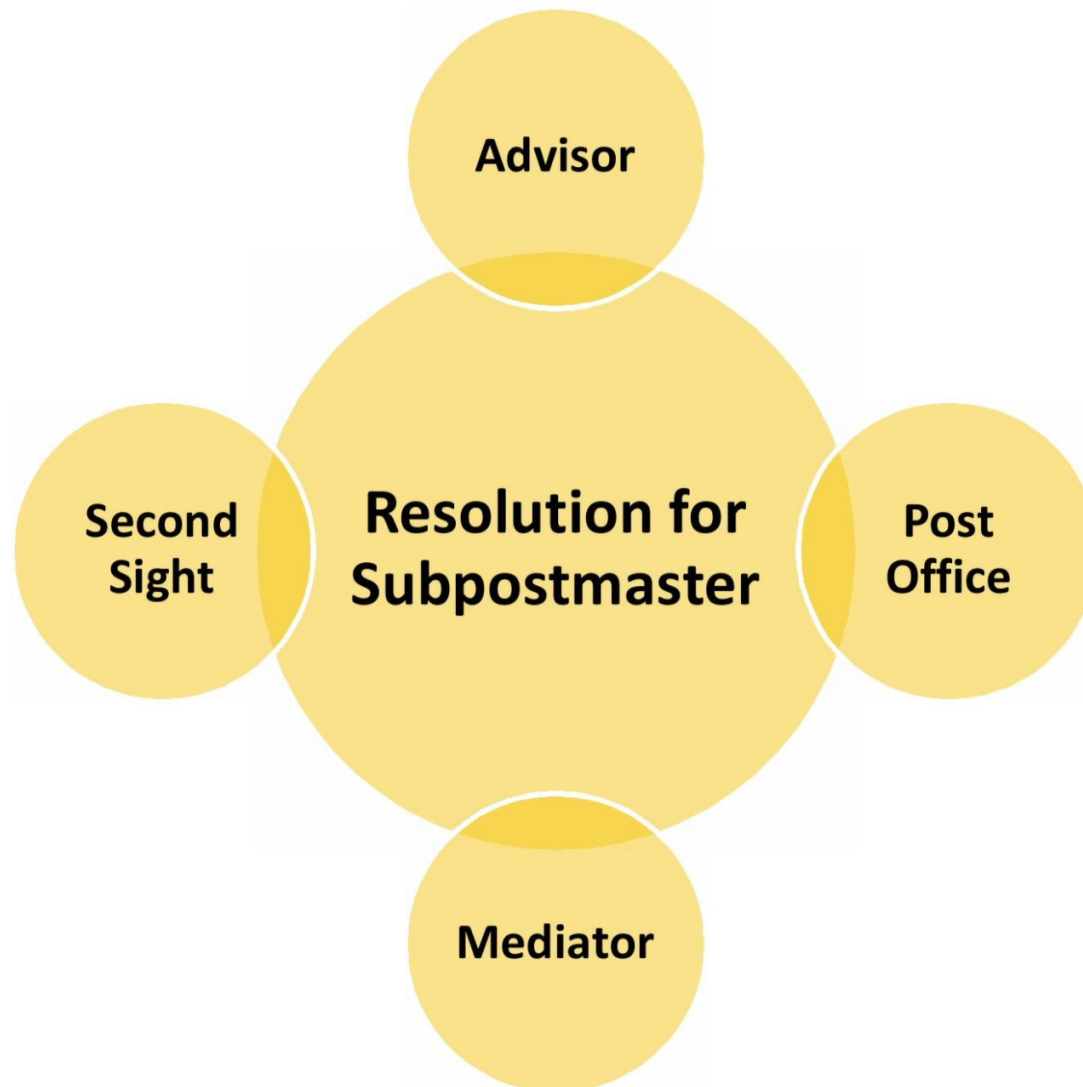 Advisor
Second
Sight
Resolution for
Subpostmaster
Post
Office
Mediator